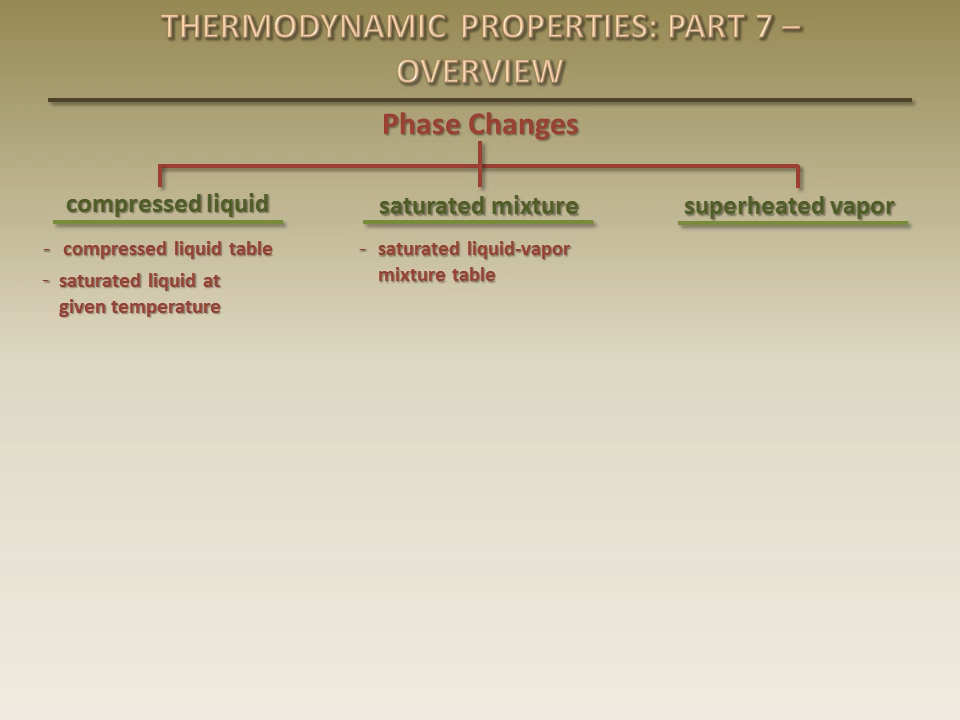 THERMODYNAMIC PROPERTIES: PART 7 –
OVERVIEW
Phase Changes
compressed liquid
- compressed liquid table
- saturated liquid at
given temperature
saturated mixture
- saturated liquid-vapor
mixture table
superheated vapor